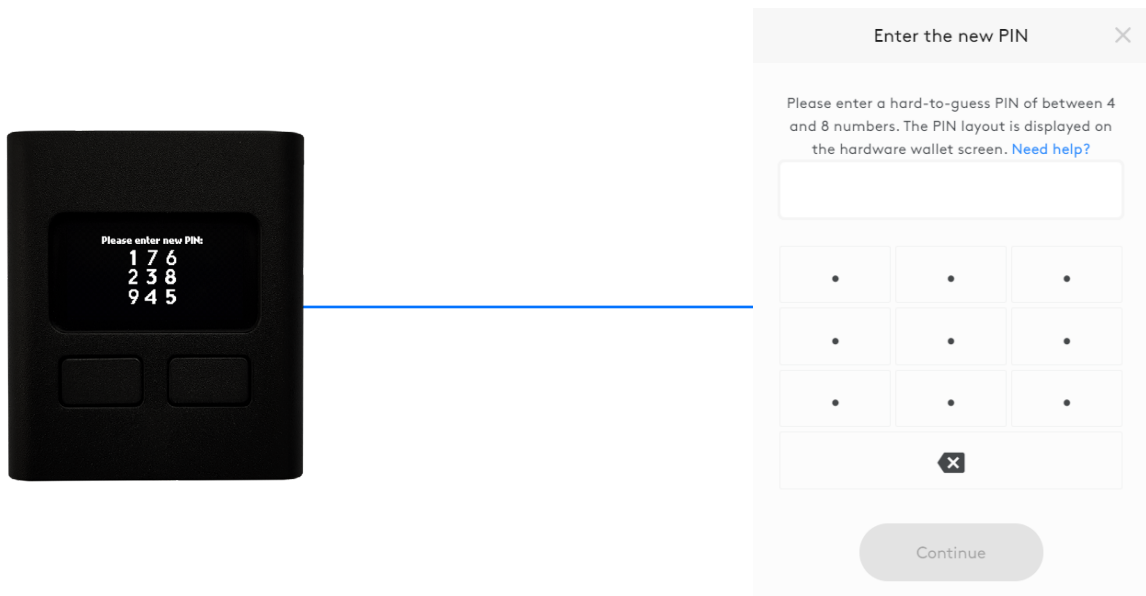 Please enter new PIN:
1 7 6
2 3 8
9 4 5
Enter the new PIN
Please enter a hard-to-guess PIN of between 4
and 8 numbers. The PIN layout is displayed on
the hardware wallet screen. Need help?
Continue